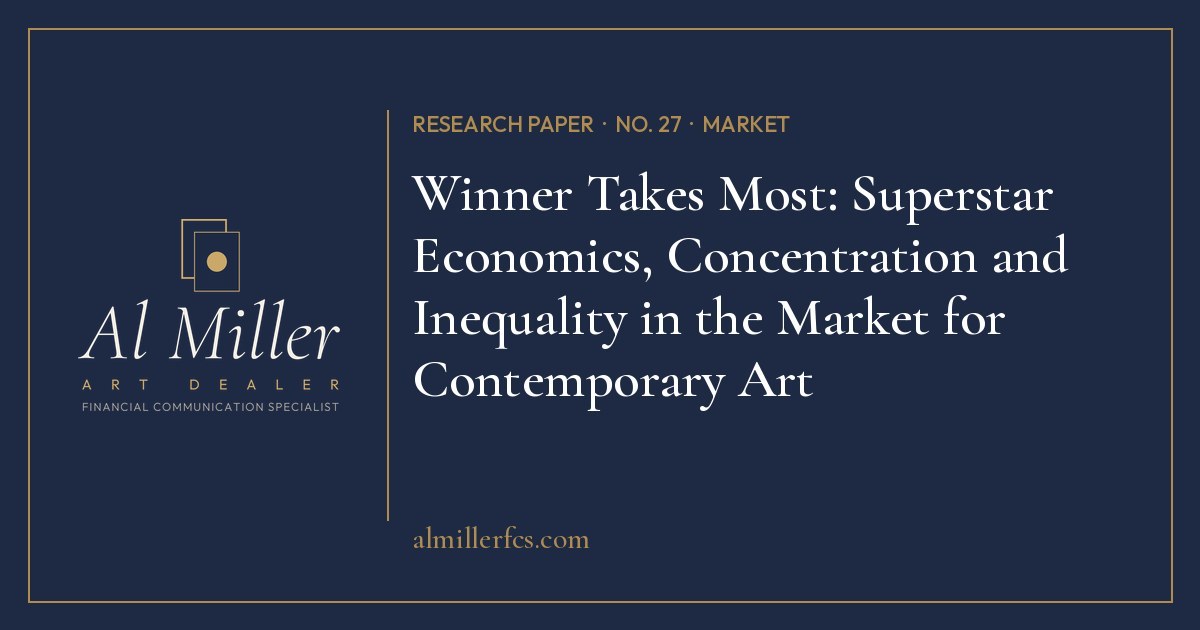 RESEARCH PAPER · NO. 27 · MARKET
Winner Takes Most: Superstar
Economics, Concentration and
Inequality in the Market for
Contemporary Art
Al Miller
ART DEALER
FINANCIAL COMMUNICATION SPECIALIST
almillerfcs.com